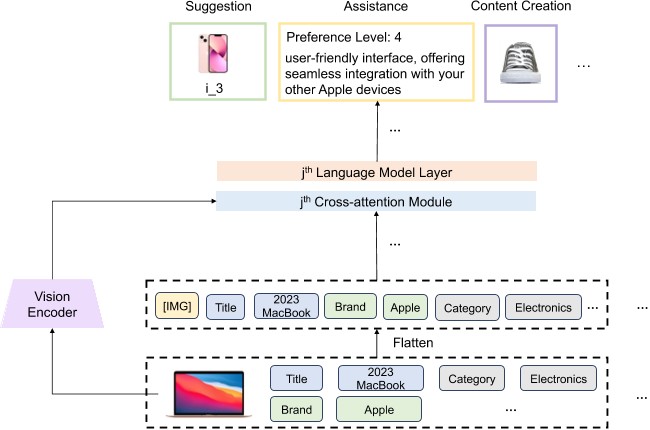 Suggestion
Assistance
Content Creation
i_3
Preference Level: 4
user-friendly interface, offering
seamless integration with your
other Apple devices
...
...
jth Language Model Layer
jth Cross-attention Module
...
Vision
Encoder
[IMG]
Title
2023
MacBook
Brand
Apple
Category
Electronics
...
...
Flatten
Title
2023
MacBook
Category
Electronics
Brand
Apple
...
...